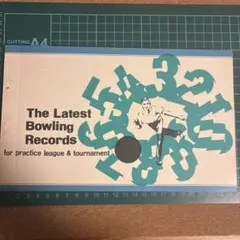 CUTTING A4
The Latest
Bowling
Records
for practice league & tournament